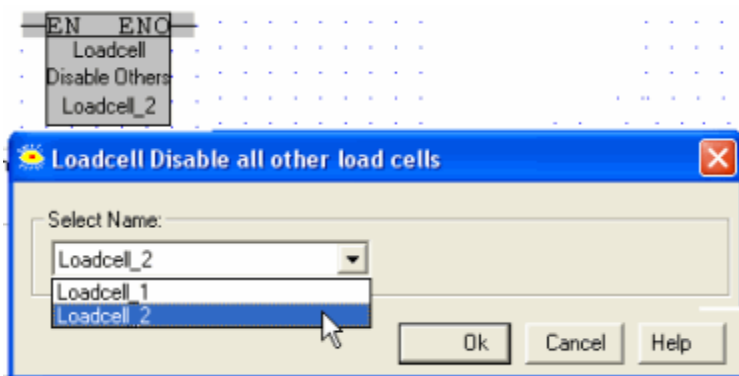 EN ENO
Loadcell
Disable Others
Loadcell_2
Loadcell Disable all other load cells
Select Name:
Loadcell_2
Loadcell_1
Loadcell_2
Ok Cancel Help